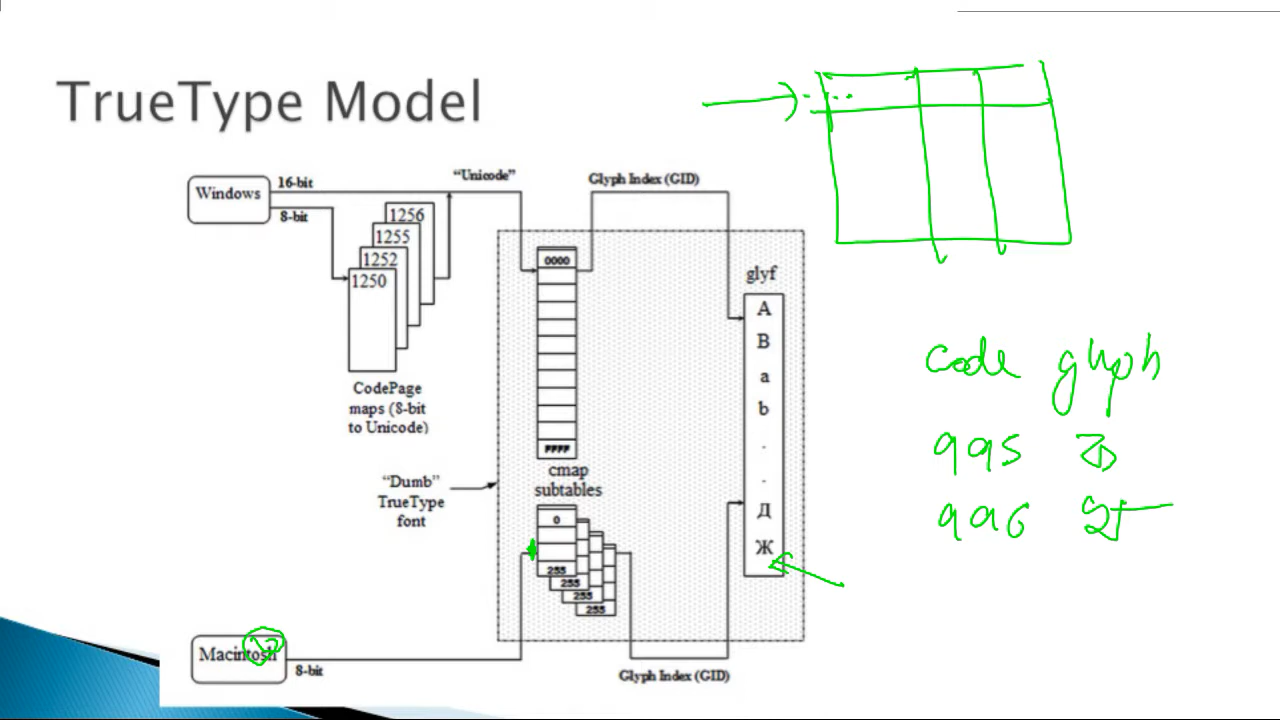 TrueType Model
Windows
16-bit
8-bit
"Unicode"
Glyph Index (GID)
1256
1255
1252
1250
CodePage
maps (8-bit
to Unicode)
"Dumb"
TrueType
font
0000
FFFF
cmap
subtables
0
255
255
255
255
glyf
A
B
a
b
.
.
Д
Ж
Macintosh
8-bit
Glyph Index (GID)
code glyph
995
996